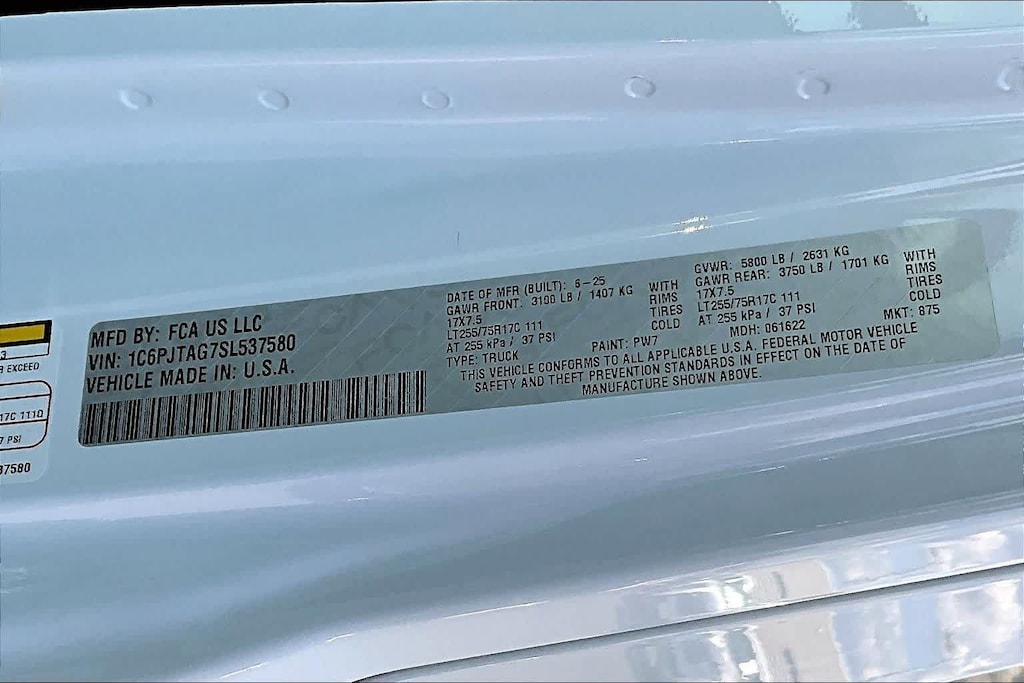 3
R EXCEED
17C 111Q
7 PSI
37580
MFD BY: FCA US LLC
VIN: 1C6PJTAG7SL537580
VEHICLE MADE IN: U.S.A.
DATE OF MFR (BUILT): 6-25
GAWR FRONT: 3100 LB / 1407 KG WITH
17X7.5 RIMS
LT255/75R17C 111 TIRES
AT 255 kPa / 37 PSI COLD
GVWR: 5800 LB / 2631 KG
GAWR REAR: 3750 LB / 1701 KG WITH
17X7.5 RIMS
LT255/75R17C 111 TIRES
AT 255 kPa / 37 PSI COLD
TYPE: TRUCK PAINT: PW7 MDH: 061622 MKT: 875
THIS VEHICLE CONFORMS TO ALL APPLICABLE U.S.A. FEDERAL MOTOR VEHICLE
SAFETY AND THEFT PREVENTION STANDARDS IN EFFECT ON THE DATE OF
MANUFACTURE SHOWN ABOVE.